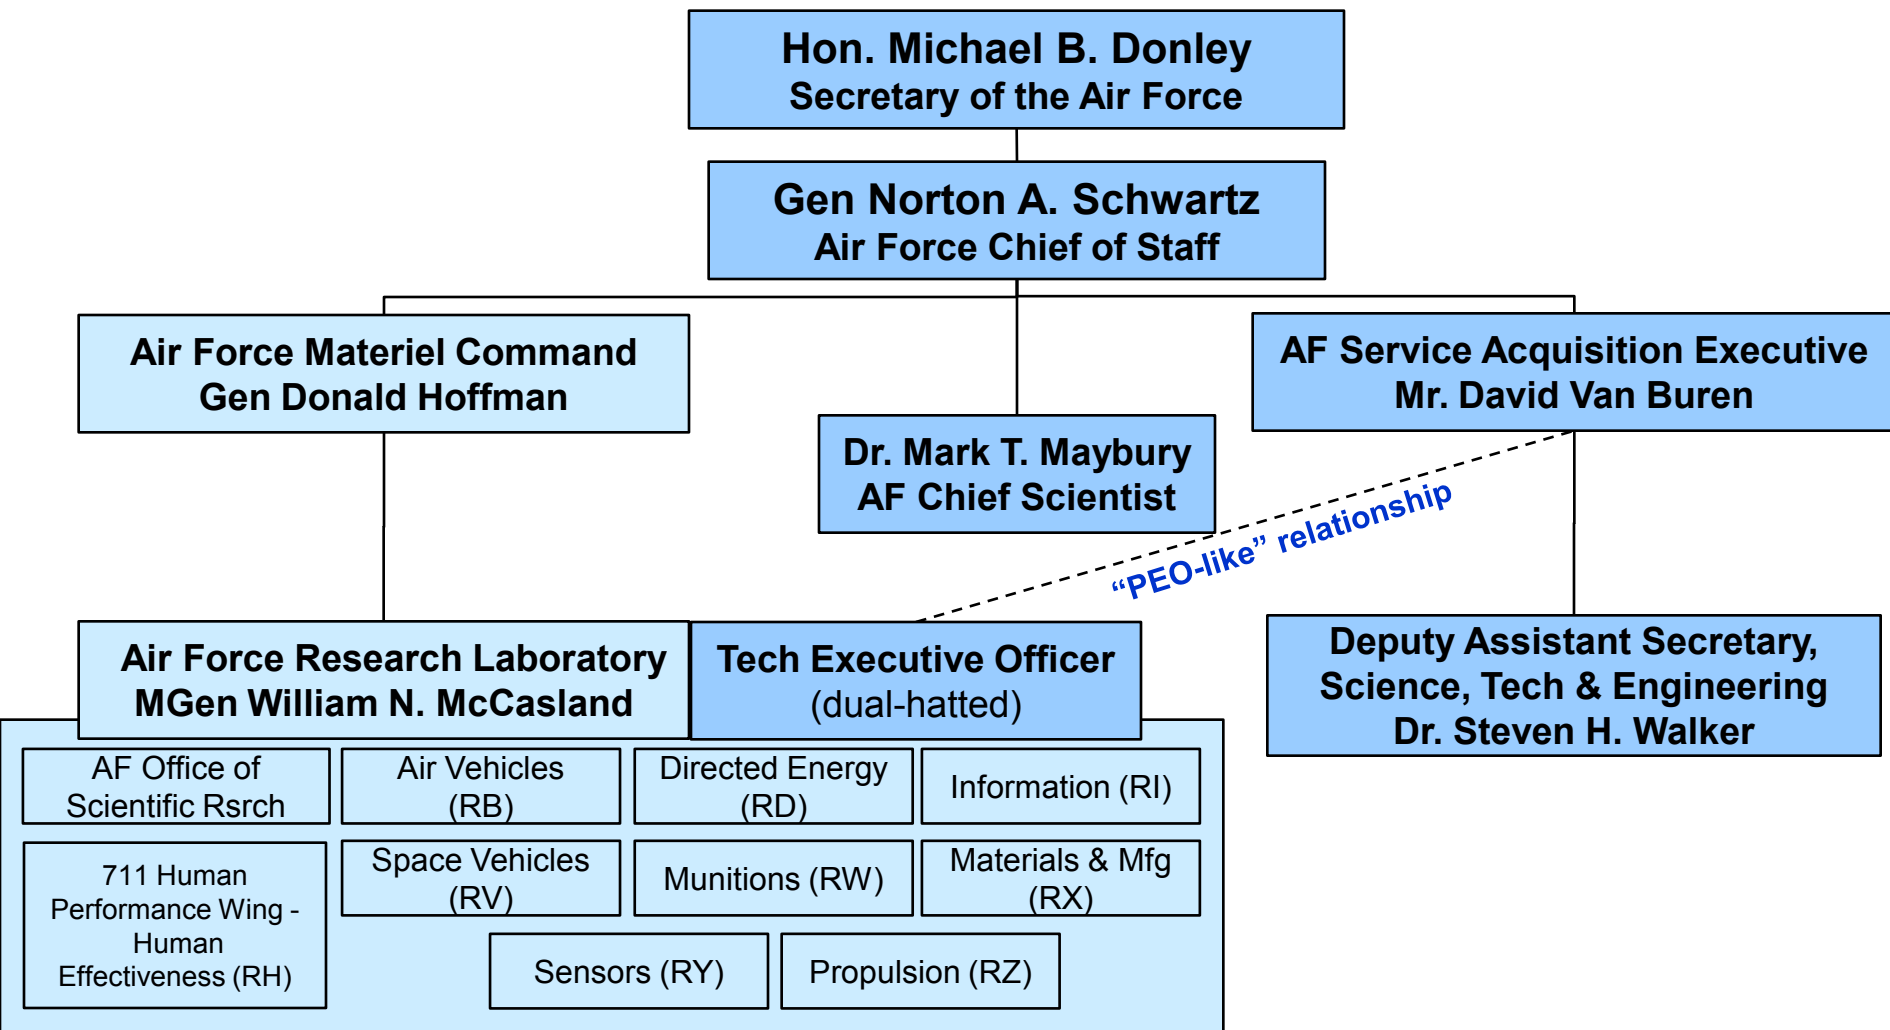 Hon. Michael B. Donley
Secretary of the Air Force
Gen Norton A. Schwartz
Air Force Chief of Staff
Air Force Materiel Command
Gen Donald Hoffman
AF Service Acquisition Executive
Mr. David Van Buren
Dr. Mark T. Maybury
AF Chief Scientist
“PEO-like” relationship
Air Force Research Laboratory
MGen William N. McCasland
Tech Executive Officer
(dual-hatted)
Deputy Assistant Secretary,
Science, Tech & Engineering
Dr. Steven H. Walker
AF Office of
Scientific Rsrch
Air Vehicles
(RB)
Directed Energy
(RD)
Information (RI)
711 Human
Performance Wing -
Human
Effectiveness (RH)
Space Vehicles
(RV)
Munitions (RW)
Materials & Mfg
(RX)
Sensors (RY)
Propulsion (RZ)